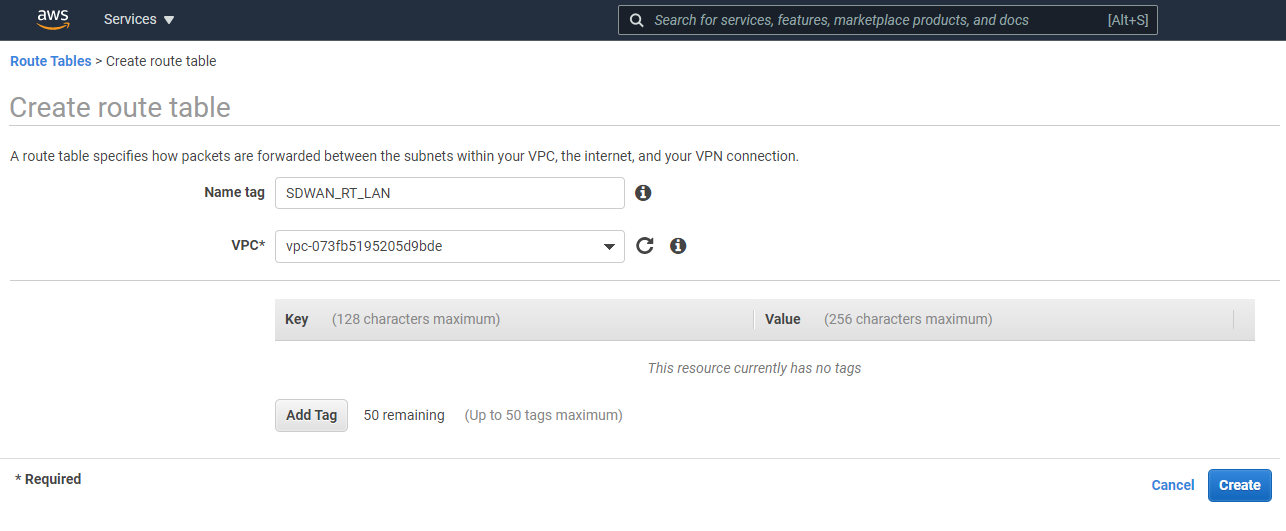 aws Services Search for services, features, marketplace products, and docs [Alt+S]
Route Tables > Create route table
Create route table
A route table specifies how packets are forwarded between the subnets within your VPC, the internet, and your VPN connection.
Name tag SDWAN_RT_LAN
VPC* vpc-073fb5195205d9bde
Key (128 characters maximum) Value (256 characters maximum)
This resource currently has no tags
Add Tag 50 remaining (Up to 50 tags maximum)
* Required
Cancel Create